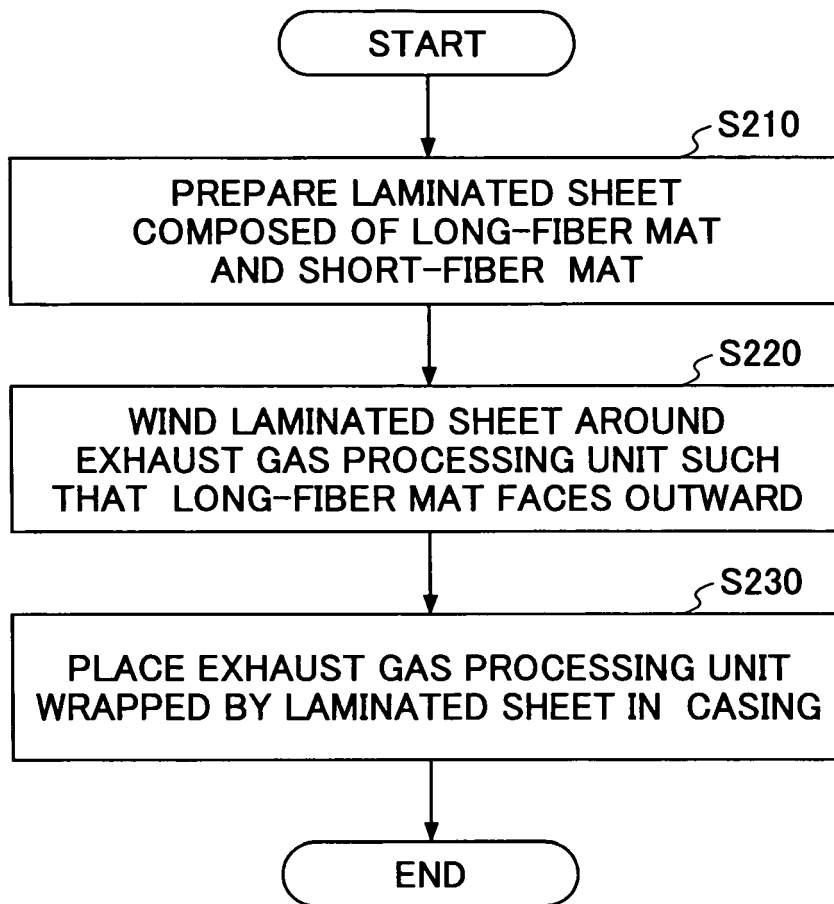 START
S210
PREPARE LAMINATED SHEET
COMPOSED OF LONG-FIBER MAT
AND SHORT-FIBER MAT
S220
WIND LAMINATED SHEET AROUND
EXHAUST GAS PROCESSING UNIT SUCH
THAT LONG-FIBER MAT FACES OUTWARD
S230
PLACE EXHAUST GAS PROCESSING UNIT
WRAPPED BY LAMINATED SHEET IN CASING
END